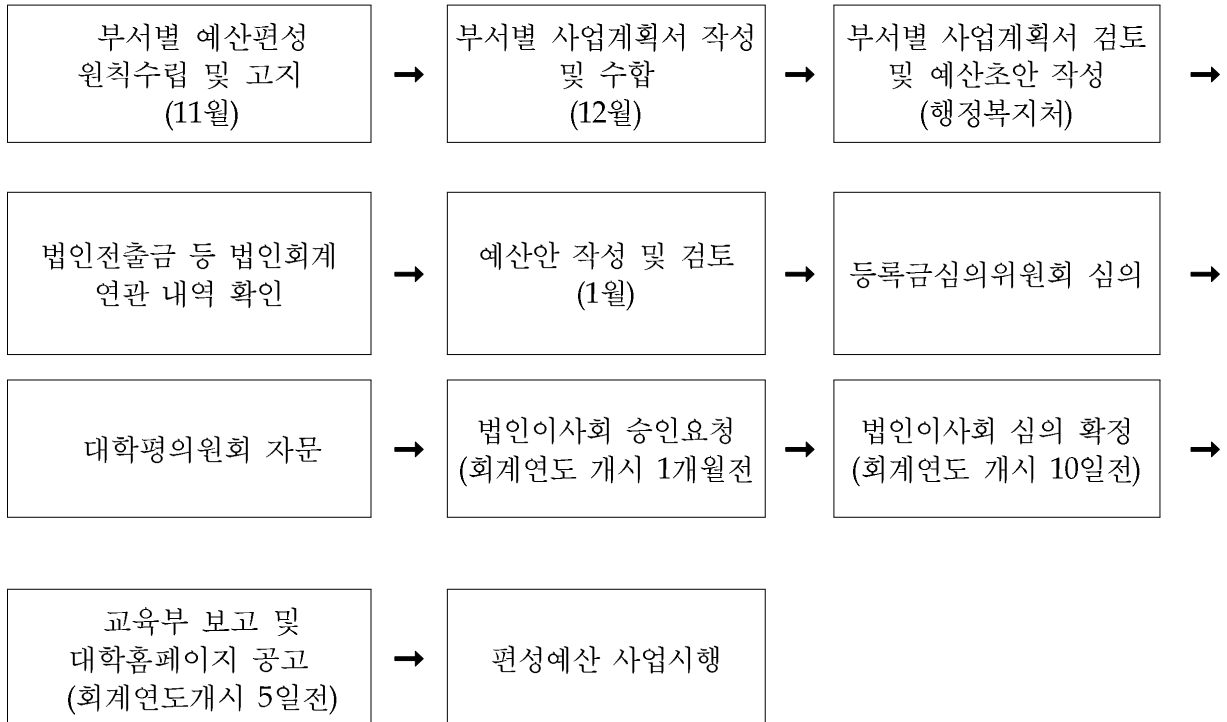 부서별 예산편성
원칙수립 및 고지
(11월)
→
부서별 사업계획서 작성
및 수합
(12월)
→
부서별 사업계획서 검토
및 예산초안 작성
(행정복지처)
→
법인전출금 등 법인회계
연관 내역 확인
→
예산안 작성 및 검토
(1월)
→
등록금심의위원회 심의
→
대학평의원회 자문
→
법인이사회 승인요청
(회계연도 개시 1개월전
→
법인이사회 심의 확정
(회계연도 개시 10일전)
→
교육부 보고 및
대학홈페이지 공고
(회계연도개시 5일전)
→
편성예산 사업시행